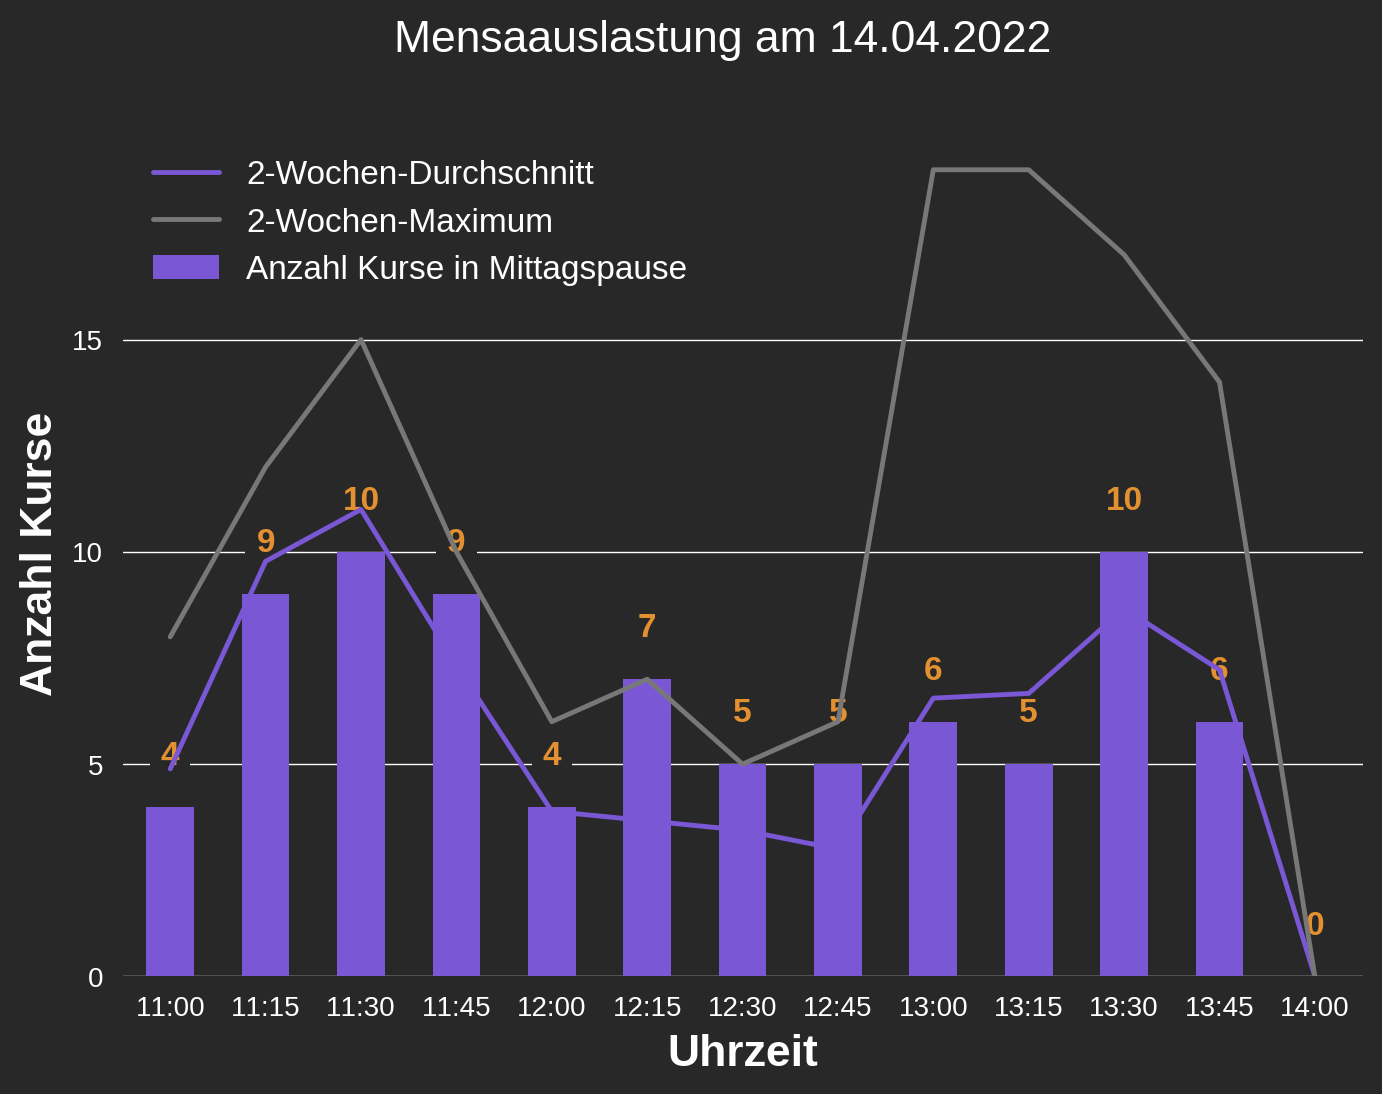 Mensaauslastung am 14.04.2022
2-Wochen-Durchschnitt
2-Wochen-Maximum
Anzahl Kurse in Mittagspause
Anzahl Kurse
15
10
5
0
4
9
10
9
4
7
5
5
6
5
10
6
0
11:00 11:15 11:30 11:45 12:00 12:15 12:30 12:45 13:00 13:15 13:30 13:45 14:00
Uhrzeit